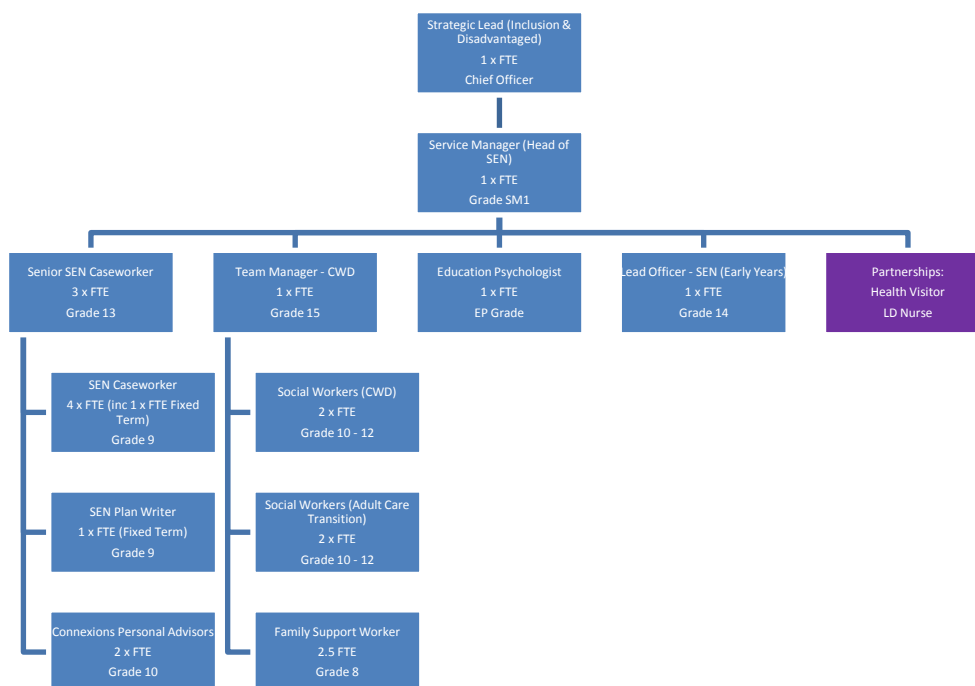 Strategic Lead (Inclusion &
Disadvantaged)
1 x FTE
Chief Officer
Service Manager (Head of
SEN)
1 x FTE
Grade SM1
Senior SEN Caseworker
3 x FTE
Grade 13
Team Manager - CWD
1 x FTE
Grade 15
Education Psychologist
1 x FTE
EP Grade
Lead Officer - SEN (Early Years)
1 x FTE
Grade 14
Partnerships:
Health Visitor
LD Nurse
SEN Caseworker
4 x FTE (inc 1 x FTE Fixed
Term)
Grade 9
Social Workers (CWD)
2 x FTE
Grade 10 - 12
SEN Plan Writer
1 x FTE (Fixed Term)
Grade 9
Social Workers (Adult Care
Transition)
2 x FTE
Grade 10 - 12
Connexions Personal Advisors
2 x FTE
Grade 10
Family Support Worker
2.5 FTE
Grade 8